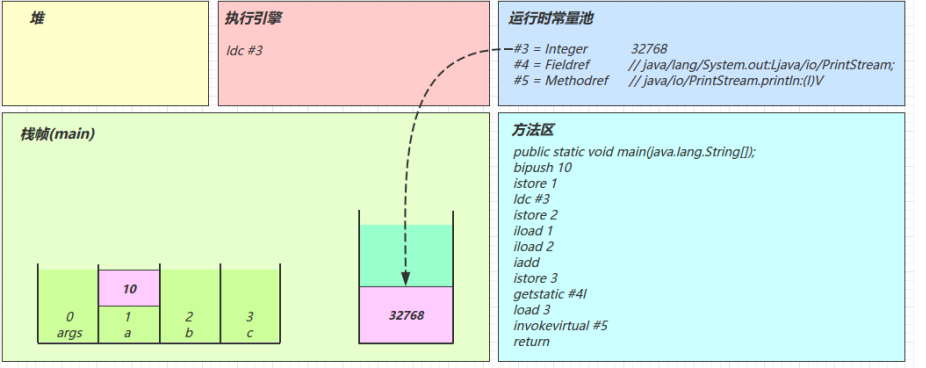 堆
执行引擎
ldc #3
运行时常量池
#3 = Integer 32768
#4 = Fieldref // java/lang/System.out:Ljava/io/PrintStream;
#5 = Methodref // java/io/PrintStream.println:(I)V
栈帧(main)
10
0 1 2 3
args a b c
32768
方法区
public static void main(java.lang.String[]);
bipush 10
istore 1
ldc #3
istore 2
iload 1
iload 2
iadd
istore 3
getstatic #4I
load 3
invokevirtual #5
return